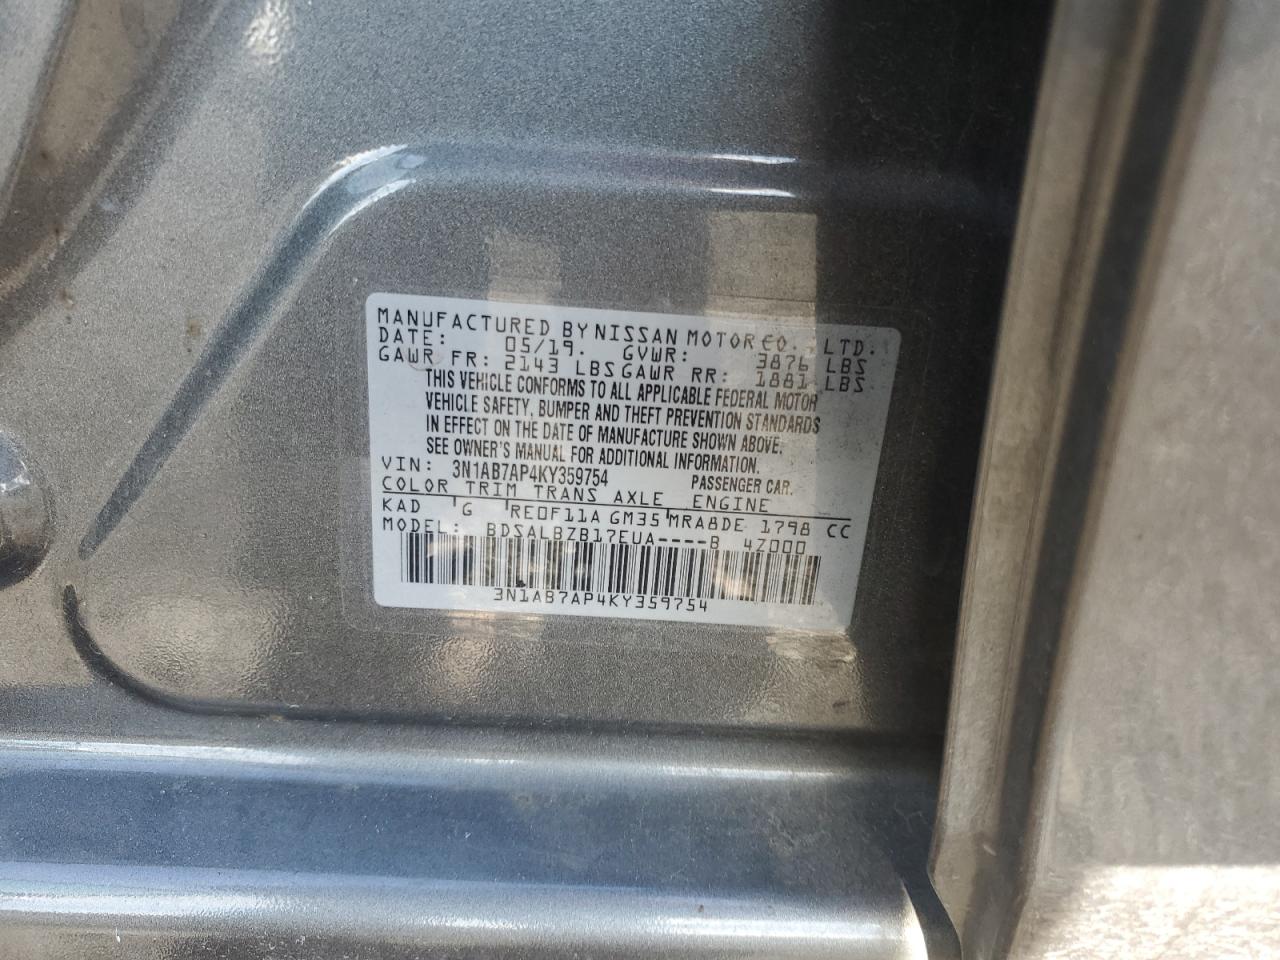 MANUFACTURED BY NISSAN MOTOR CO., LTD.
DATE: 05/19. GVWR: 3876 LBS
GAWR FR: 2143 LBS GAWR RR: 1881 LBS
THIS VEHICLE CONFORMS TO ALL APPLICABLE FEDERAL MOTOR
VEHICLE SAFETY, BUMPER AND THEFT PREVENTION STANDARDS
IN EFFECT ON THE DATE OF MANUFACTURE SHOWN ABOVE.
SEE OWNER'S MANUAL FOR ADDITIONAL INFORMATION.
VIN: 3N1AB7AP4KY359754 PASSENGER CAR.
COLOR TRIM TRANS AXLE ENGINE
KAD G RE0F11A GM35 MRA8DE 1798 CC
MODEL: BDSALBZB17EUA----B 4Z000
3N1AB7AP4KY359754